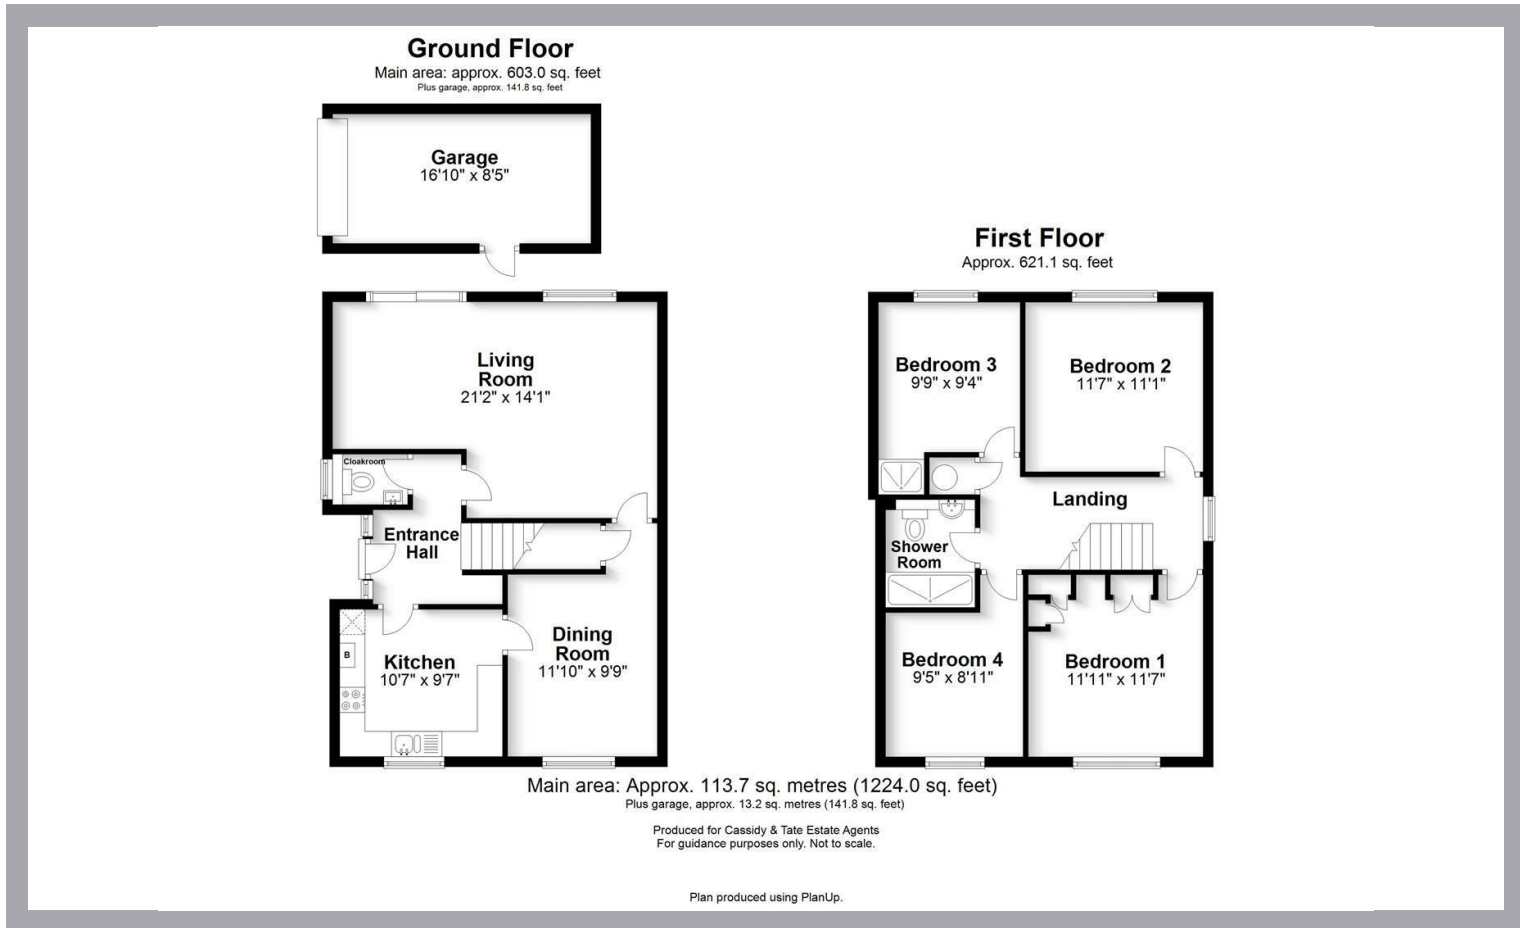 Ground Floor
Main area: approx. 603.0 sq. feet
Plus garage, approx. 141.8 sq. feet
Garage
16'10" x 8'5"
Living
Room
21'2" x 14'1"
Cloakroom
Entrance
Hall
Kitchen
10'7" x 9'7"
B
Dining
Room
11'10" x 9'9"
First Floor
Approx. 621.1 sq. feet
Bedroom 3
9'9" x 9'4"
Bedroom 2
11'7" x 11'1"
Landing
Shower
Room
Bedroom 4
9'5" x 8'11"
Bedroom 1
11'11" x 11'7"
Main area: Approx. 113.7 sq. metres (1224.0 sq. feet)
Plus garage, approx. 13.2 sq. metres (141.8 sq. feet)
Produced for Cassidy & Tate Estate Agents
For guidance purposes only. Not to scale.
Plan produced using PlanUp.